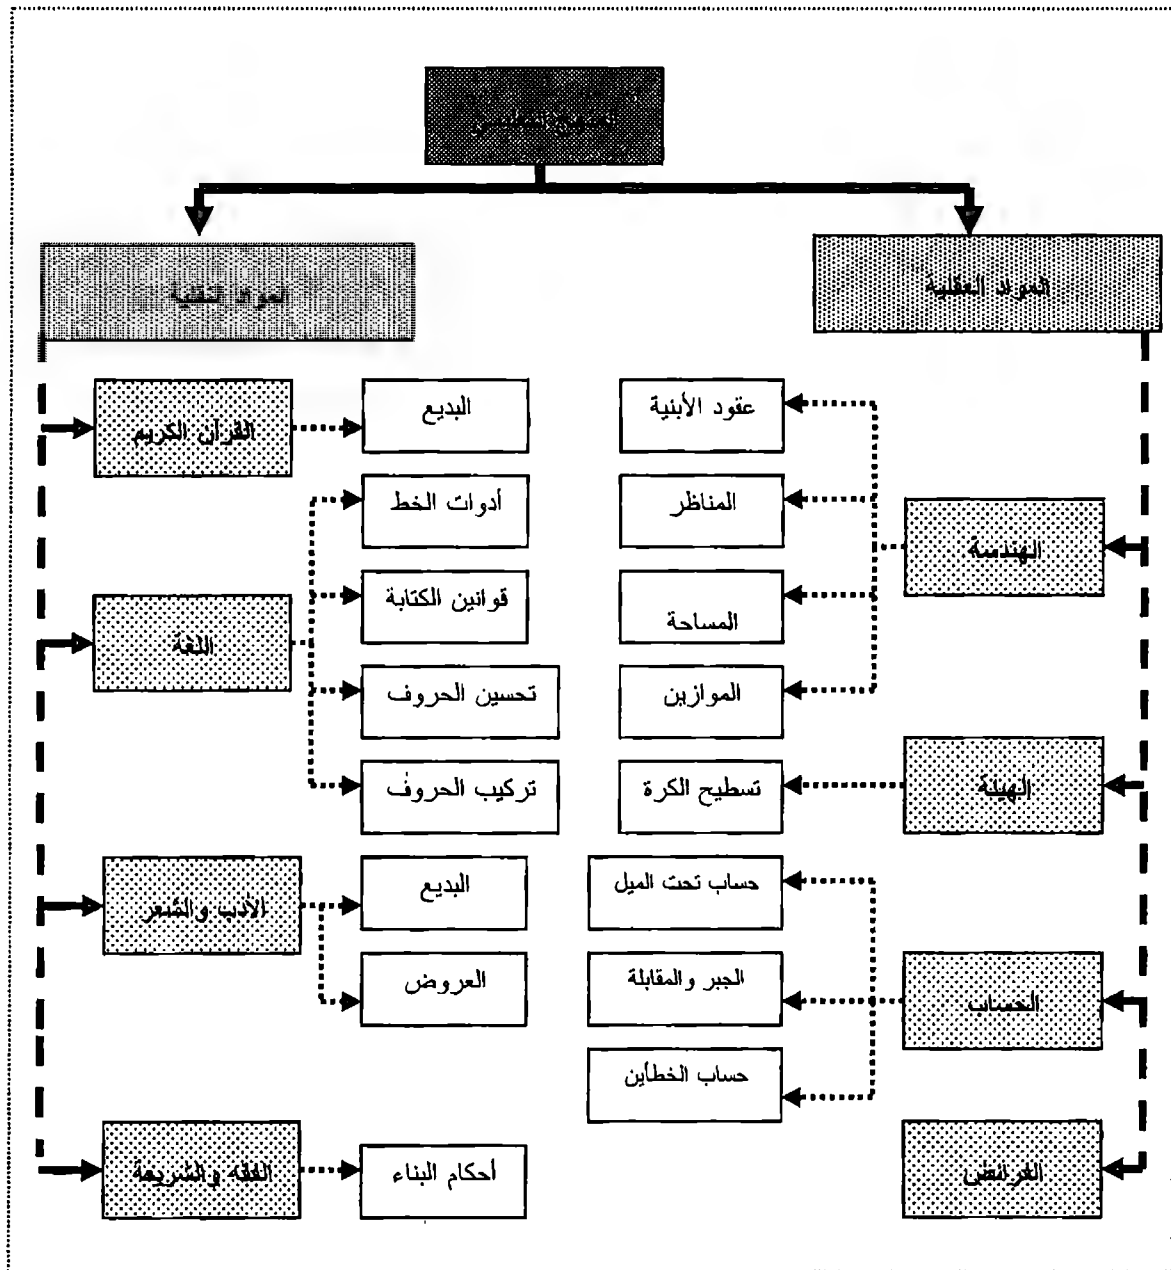 المواد العقلية
الهندسة
عقود الأبنية
المناظر
المساحة
الموازين
الهيئة
تسطيح الكرة
الحساب
حساب تحت الميل
الجبر والمقابلة
حساب الخطأين
الفرائض
المواد النقلية
القرآن الكريم
البديع
اللغة
أدوات الخط
قوانين الكتابة
تحسين الحروف
تركيب الحروف
الأدب والشعر
البديع
العروض
الفقه والشريعة
أحكام البناء